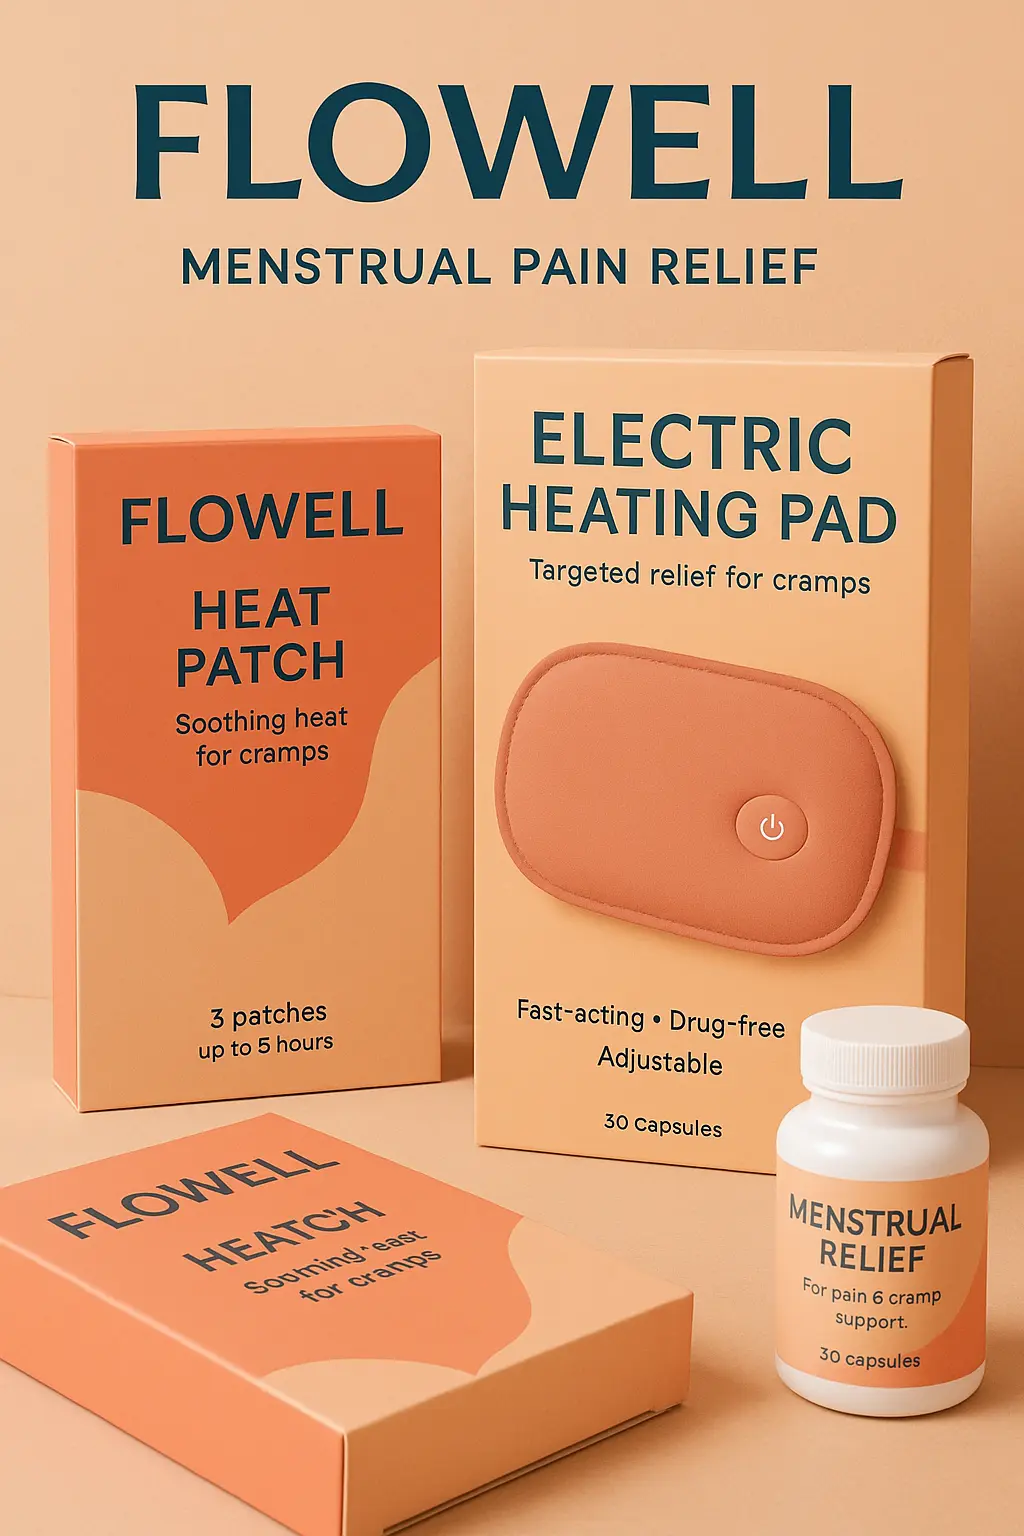 FLOWELL
MENSTRUAL PAIN RELIEF
FLOWELL
HEAT
PATCH
Soothing heat
for cramps
3 patches
up to 5 hours
ELECTRIC
HEATING PAD
Targeted relief for cramps
Fast-acting • Drug-free
Adjustable
30 Capsules
MENSTRUAL
RELIEF
For pain 6 cramp
support.
30 capsules
FLOWELL
for cramps